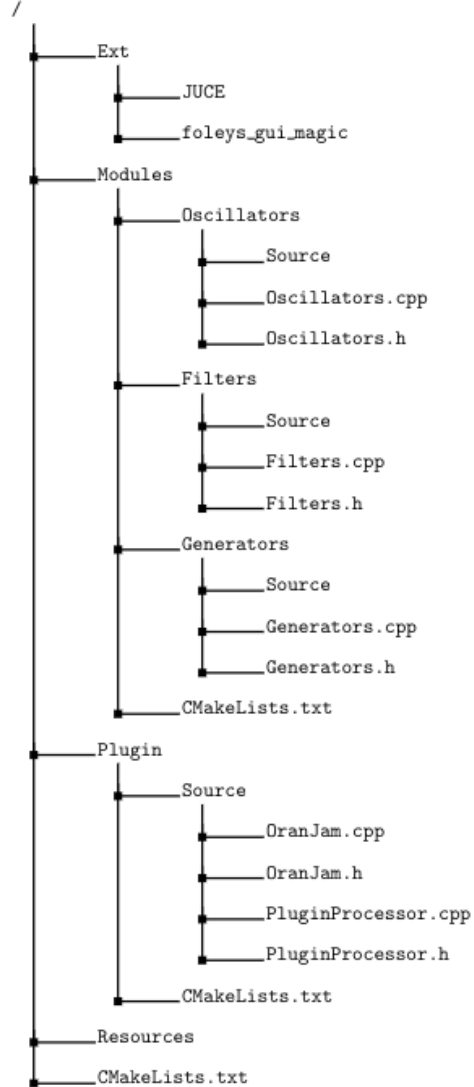 /
Ext
JUCE
foleys_gui_magic
Modules
Oscillators
Source
Oscillators.cpp
Oscillators.h
Filters
Source
Filters.cpp
Filters.h
Generators
Source
Generators.cpp
Generators.h
CMakeLists.txt
Plugin
Source
OranJam.cpp
OranJam.h
PluginProcessor.cpp
PluginProcessor.h
CMakeLists.txt
Resources
CMakeLists.txt